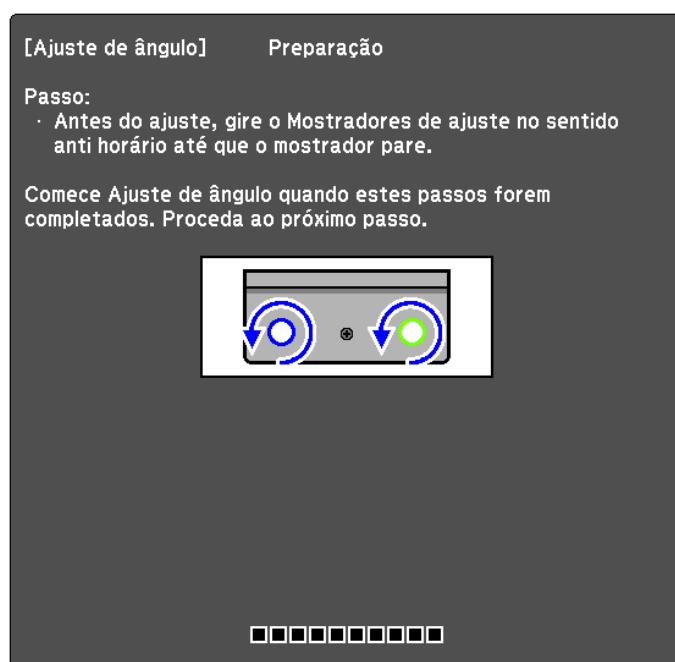 [Ajuste de ângulo] Preparação
Passo:
· Antes do ajuste, gire o Mostradores de ajuste no sentido
anti horário até que o mostrador pare.
Comece Ajuste de ângulo quando estes passos forem
completados. Proceda ao próximo passo.